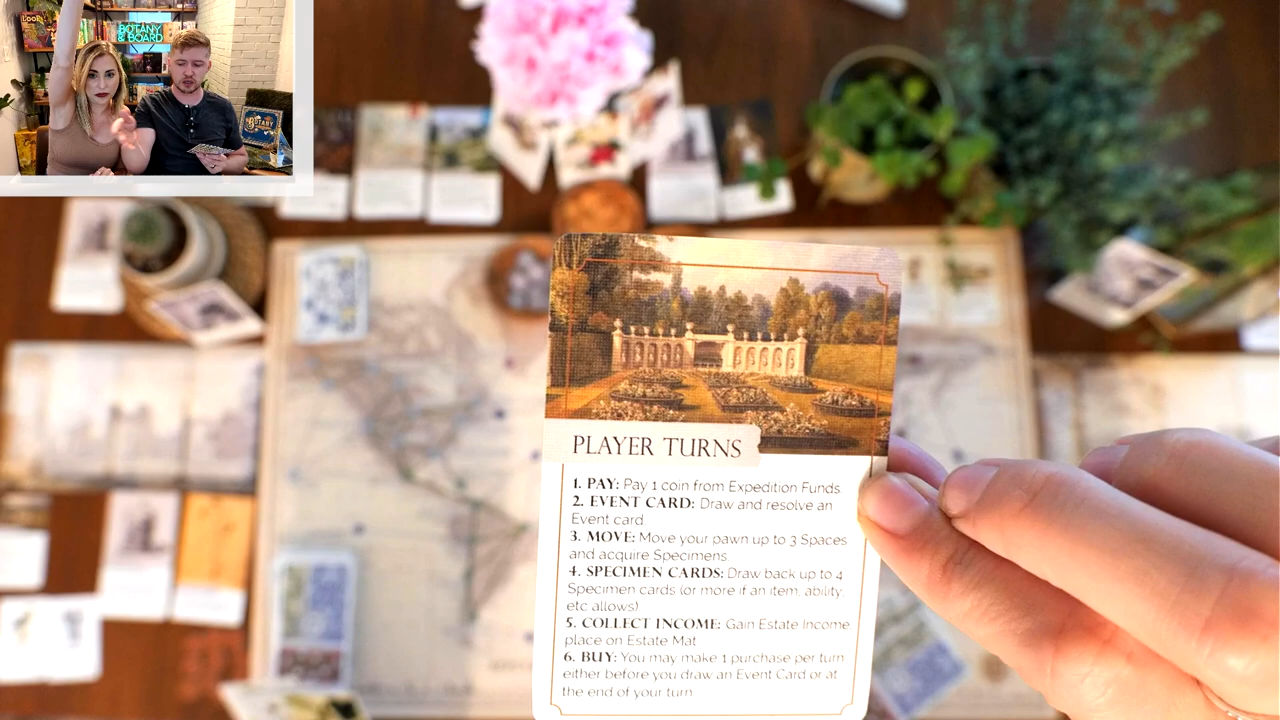 BOTANY
& BOARD
BOTANY
PLAYER TURNS
1. PAY: Pay 1 coin from Expedition Funds.
2. EVENT CARD: Draw and resolve an
Event card.
3. MOVE: Move your pawn up to 3 Spaces
and acquire Specimens.
4. SPECIMEN CARDS: Draw back up to 4
Specimen cards (or more if an item, ability,
etc allows)
5. COLLECT INCOME: Gain Estate Income
place on Estate Mat
6. BUY: You may make 1 purchase per turn
either before you draw an Event Card or at
the end of your turn